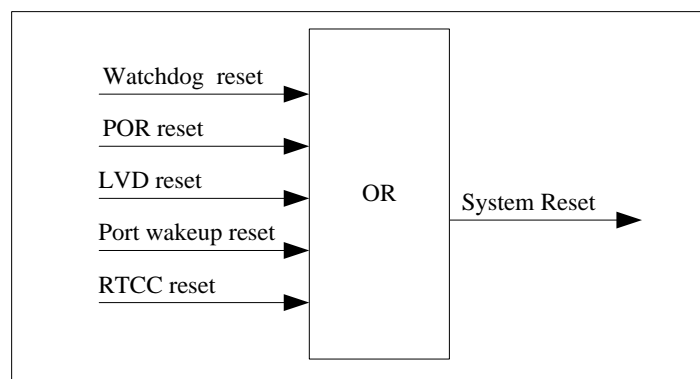 Watchdog reset
POR reset
LVD reset
Port wakeup reset
RTCC reset
OR
System Reset